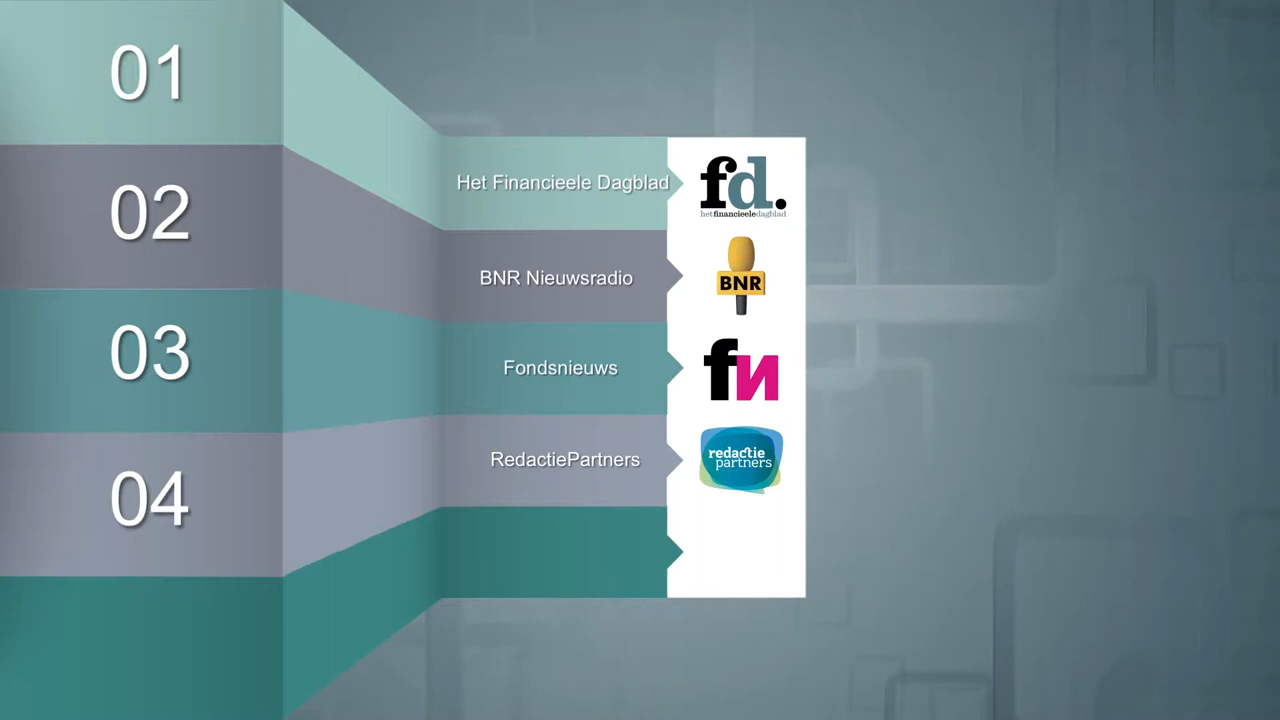 01
Het Financieele Dagblad
fd.
hetfinancieeledagblad
02
BNR Nieuwsradio
BNR
03
Fondsnieuws
fn
04
RedactiePartners
redactie
partners